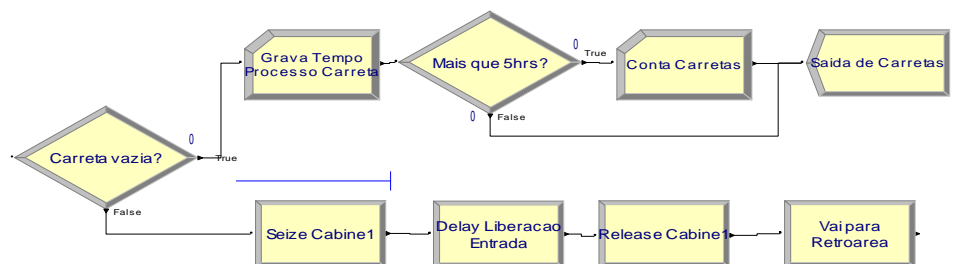 Grava Tempo
Processo Carreta
Mais que 5hrs?
0
True
Conta Carretas
Saida de Carretas
0
False
Carreta vazia?
0
True
False
Seize Cabine1
Delay Liberacao
Entrada
Release Cabine1
Vai para
Retroarea